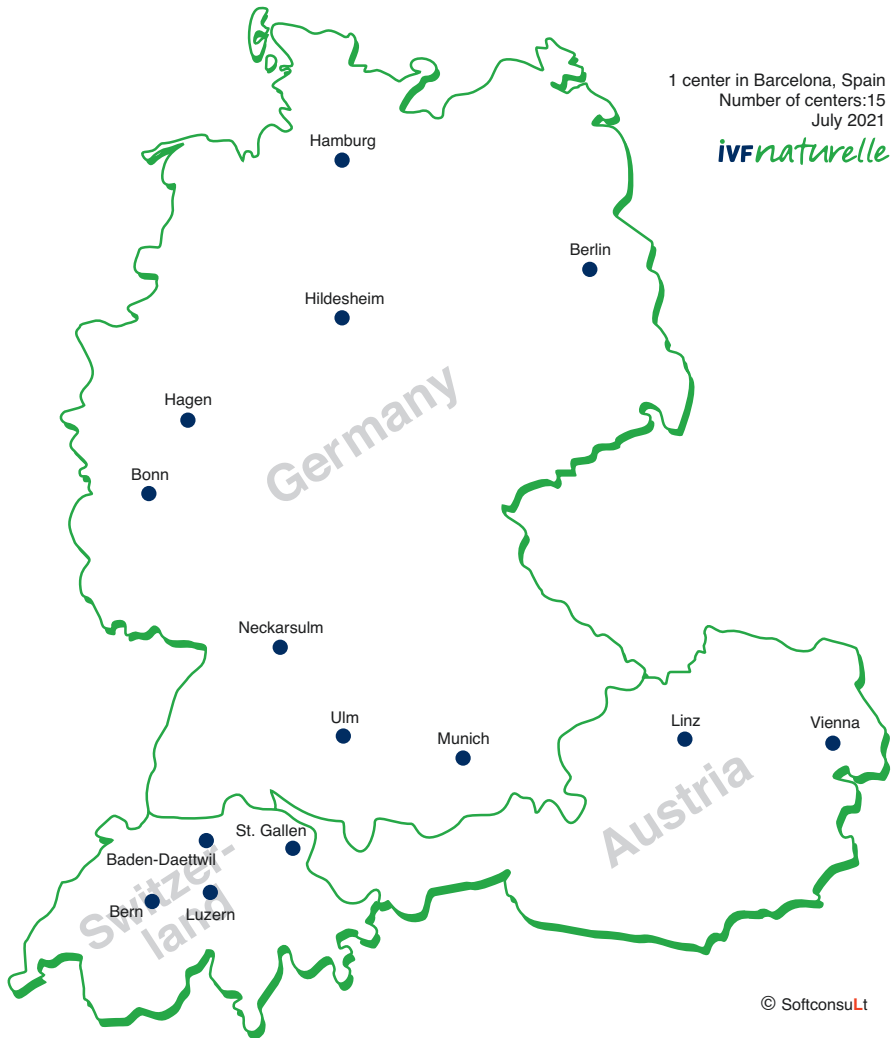 1 center in Barcelona, Spain
Number of centers:15
July 2021
iVFnaturelle
Hamburg
Berlin
Hildesheim
Germany
Hagen
Bonn
Neckarsulm
Ulm
Munich
Linz
Vienna
Austria
St. Gallen
Baden-Daettwil
Switzer-
land
Bern
Luzern
© SoftconsuLt